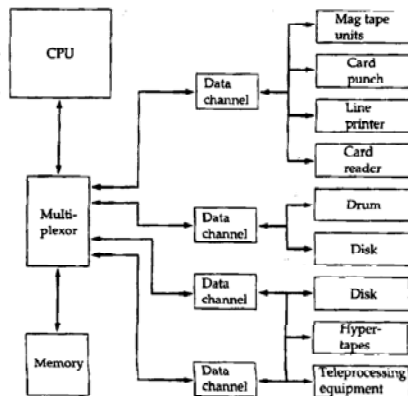 CPU
Multi-
plexor
Memory
Data
channel
Data
channel
Data
channel
Data
channel
Mag tape
units
Card
punch
Line
printer
Card
reader
Drum
Disk
Disk
Hyper-
tapes
Teleprocessing
equipment